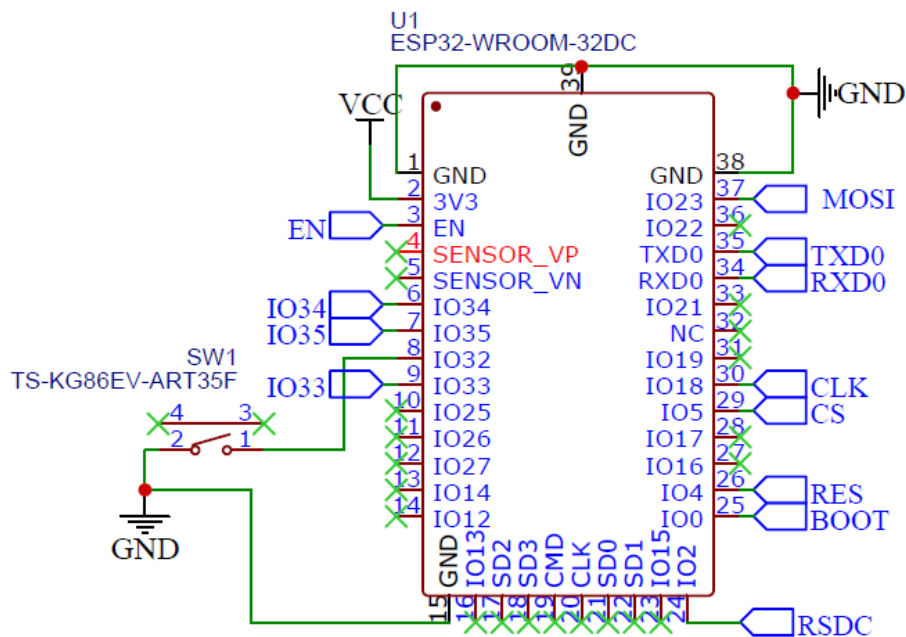 U1
ESP32-WROOM-32DC
39
GND
GND
VCC
1 GND
GND 38
2 3V3
IO23 37 MOSI
EN 3 EN
IO22 36
4 SENSOR_VP
TXD0 35 TXD0
5 SENSOR_VN
RXD0 34 RXD0
IO34 6 IO34
IO21 33
IO35 7 IO35
NC 32
8 IO32
IO19 31
SW1
TS-KG86EV-ART35F
IO33 9 IO33
IO18 30 CLK
10 IO25
IO5 29 CS
4 3
2 1
11 IO26
IO17 28
12 IO27
IO16 27
13 IO14
IO4 26 RES
14 IO12
IO0 25 BOOT
GND
GND IO13 SD2 SD3 CMD CLK SD0 SD1 IO15 IO2
15 16 17 18 19 20 21 22 23 24
RSDC